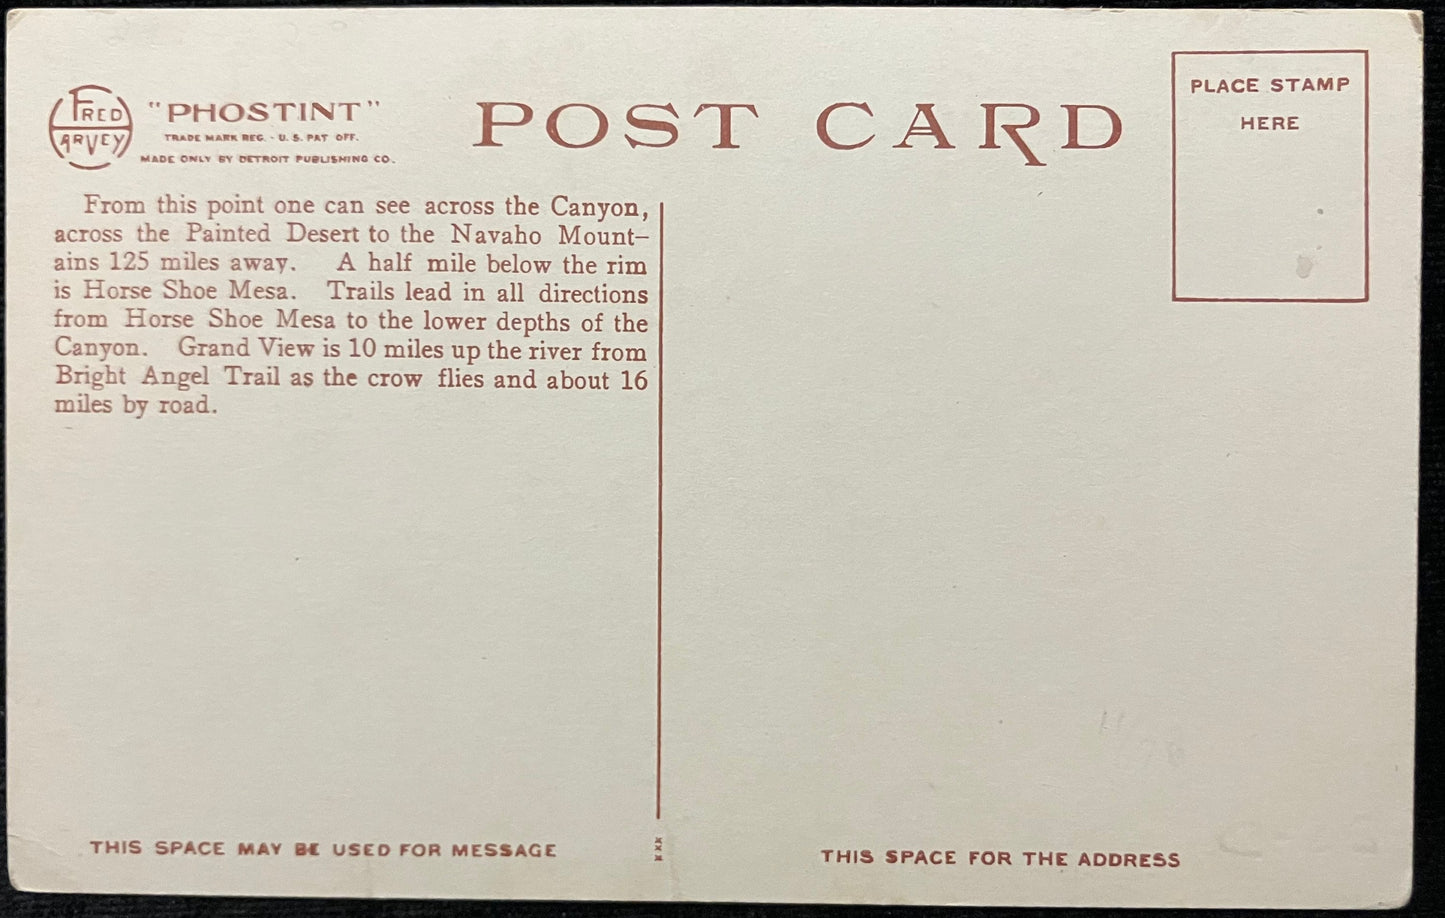 FRED
HARVEY
"PHOSTINT"
TRADE MARK REG. - U. S. PAT OFF.
MADE ONLY BY DETROIT PUBLISHING CO.
POST CARD
PLACE STAMP
HERE
From this point one can see across the Canyon,
across the Painted Desert to the Navaho Mount-
ains 125 miles away. A half mile below the rim
is Horse Shoe Mesa. Trails lead in all directions
from Horse Shoe Mesa to the lower depths of the
Canyon. Grand View is 10 miles up the river from
Bright Angel Trail as the crow flies and about 16
miles by road.
THIS SPACE MAY BE USED FOR MESSAGE
xxx
THIS SPACE FOR THE ADDRESS